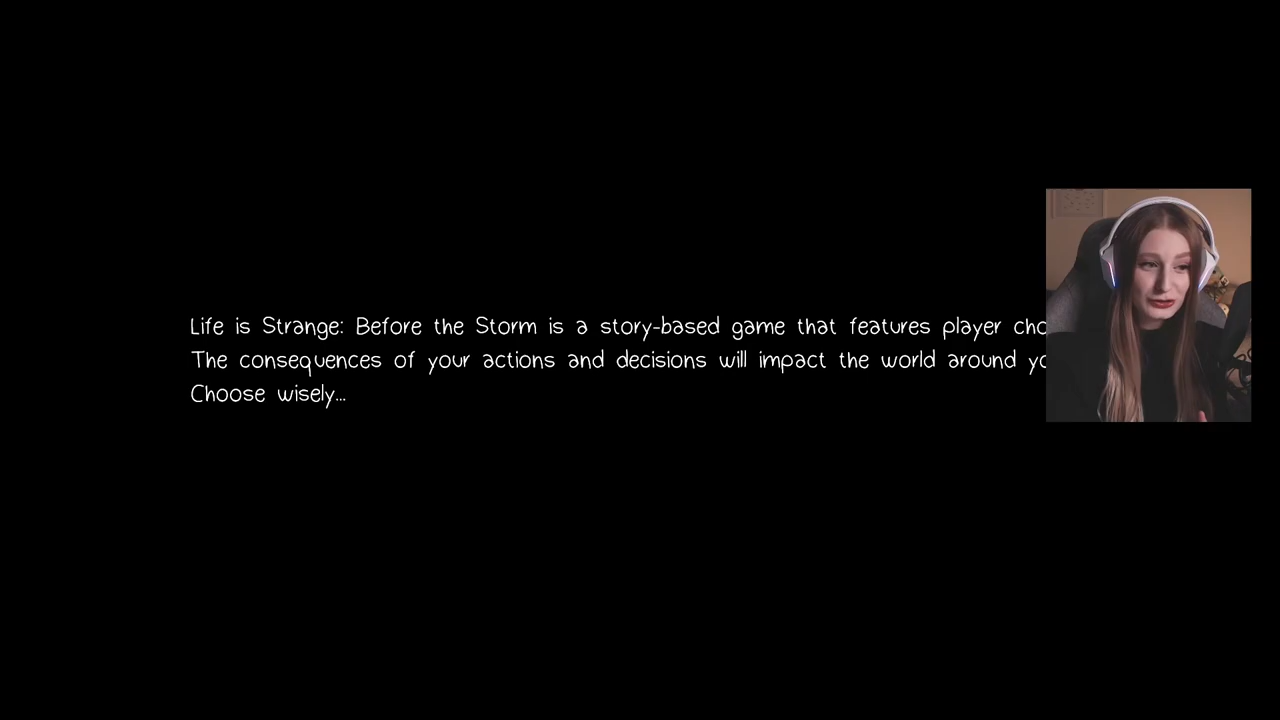 Life is Strange: Before the Storm is a story-based game that features player
The consequences of your actions and decisions will impact the world around
Choose wisely...